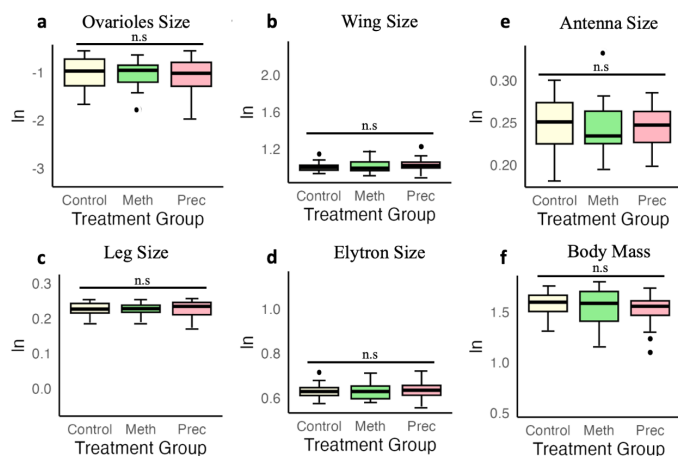 a Ovarioles Size
n.s
ln
-1
-2
-3
Control Meth Prec
Treatment Group
b Wing Size
n.s
ln
2.0
1.6
1.2
Control Meth Prec
Treatment Group
e Antenna Size
n.s
ln
0.30
0.25
0.20
Control Meth Prec
Treatment Group
c Leg Size
n.s
ln
0.3
0.2
0.1
0.0
Control Meth Prec
Treatment Group
d Elytron Size
n.s
ln
1.0
0.8
0.6
Control Meth Prec
Treatment Group
f Body Mass
n.s
ln
1.5
1.0
0.5
Control Meth Prec
Treatment Group